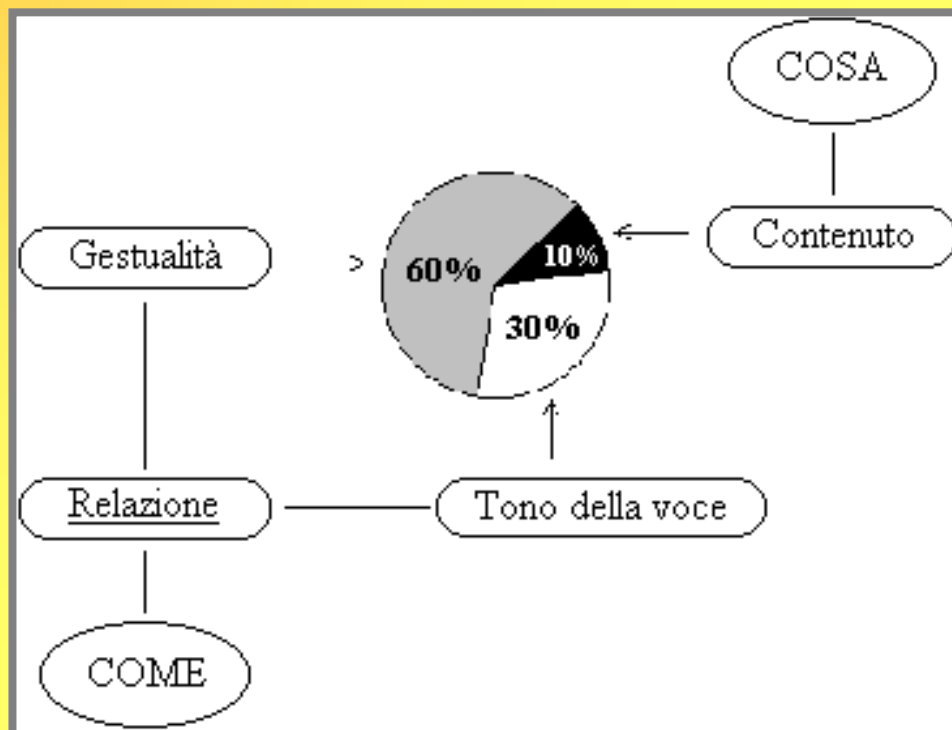 COSA
Contenuto
Gestualità
60%
10%
30%
Relazione
Tono della voce
COME